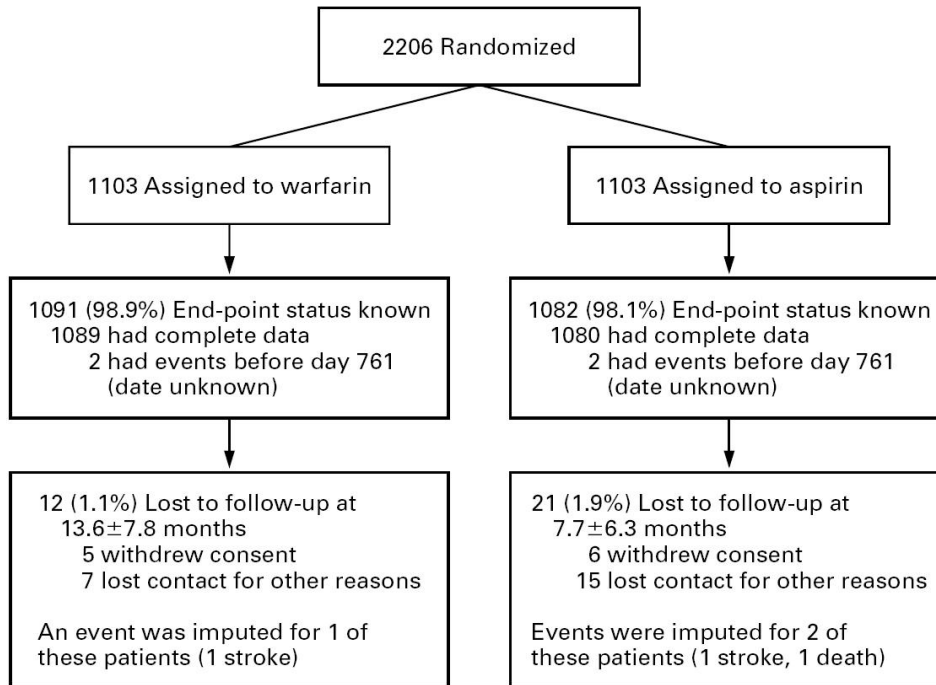 2206 Randomized
1103 Assigned to warfarin
1103 Assigned to aspirin
1091 (98.9%) End-point status known
1089 had complete data
2 had events before day 761
(date unknown)
1082 (98.1%) End-point status known
1080 had complete data
2 had events before day 761
(date unknown)
12 (1.1%) Lost to follow-up at
13.6±7.8 months
5 withdrew consent
7 lost contact for other reasons
An event was imputed for 1 of
these patients (1 stroke)
21 (1.9%) Lost to follow-up at
7.7±6.3 months
6 withdrew consent
15 lost contact for other reasons
Events were imputed for 2 of
these patients (1 stroke, 1 death)